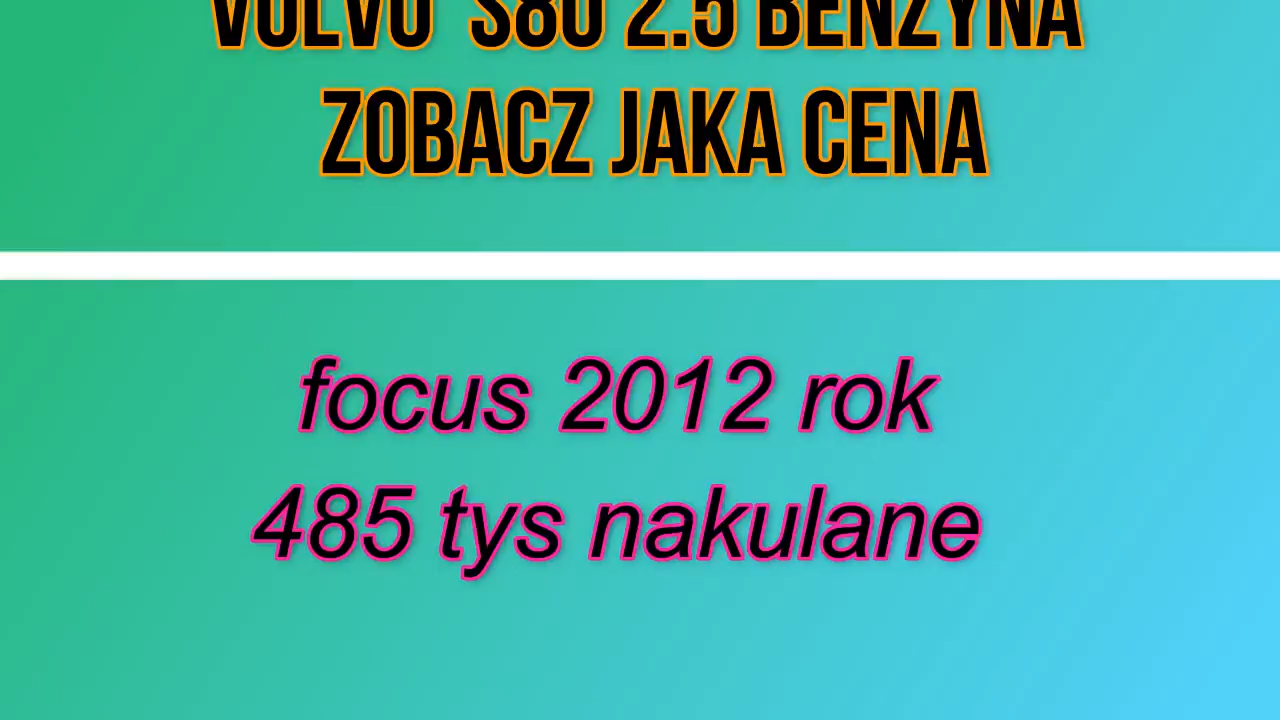 VOLVO S80 2.5 BENZYNA
ZOBACZ JAKA CENA
focus 2012 rok
485 tys nakulane